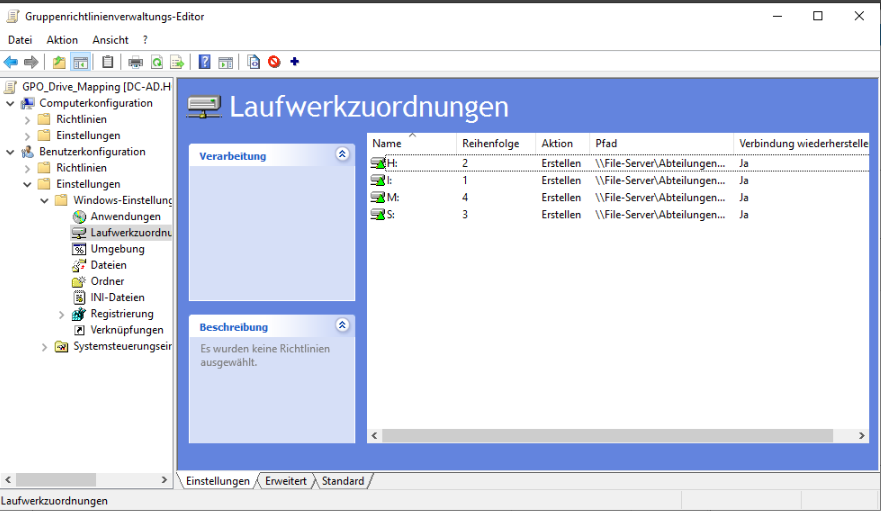 Gruppenrichtlinienverwaltungs-Editor
Datei Aktion Ansicht ?
GPO_Drive_Mapping [DC-AD.H
Computerkonfiguration
Richtlinien
Einstellungen
Benutzerkonfiguration
Richtlinien
Einstellungen
Windows-Einstellung
Anwendungen
Laufwerkzuordnu
Umgebung
Dateien
Ordner
INI-Dateien
Registrierung
Verknüpfungen
Systemsteuerungseir
Laufwerkzuordnungen
Verarbeitung
Beschreibung
Es wurden keine Richtlinien
ausgewählt.
Name Reihenfolge Aktion Pfad Verbindung wiederherstelle
H: 2 Erstellen \\File-Server\Abteilungen... Ja
I: 1 Erstellen \\File-Server\Abteilungen... Ja
M: 4 Erstellen \\File-Server\Abteilungen... Ja
S: 3 Erstellen \\File-Server\Abteilungen... Ja
Einstellungen Erweitert Standard
Laufwerkzuordnungen